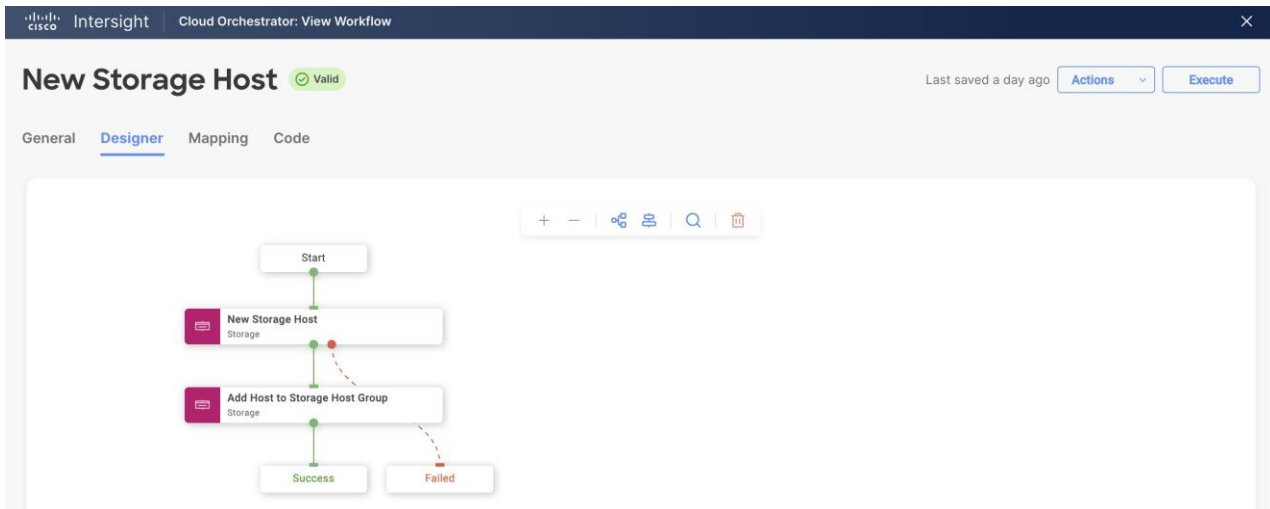 CISCO Intersight Cloud Orchestrator: View Workflow
New Storage Host Valid Last saved a day ago Actions Execute
General Designer Mapping Code
Start
New Storage Host
Storage
Add Host to Storage Host Group
Storage
Success Failed